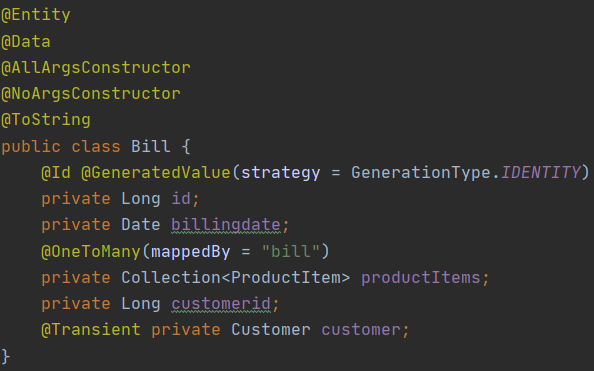 @Entity
@Data
@AllArgsConstructor
@NoArgsConstructor
@ToString
public class Bill {
    @Id @GeneratedValue(strategy = GenerationType.IDENTITY)
    private Long id;
    private Date billingdate;
    @OneToMany(mappedBy = "bill")
    private Collection<ProductItem> productItems;
    private Long customerid;
    @Transient private Customer customer;
}